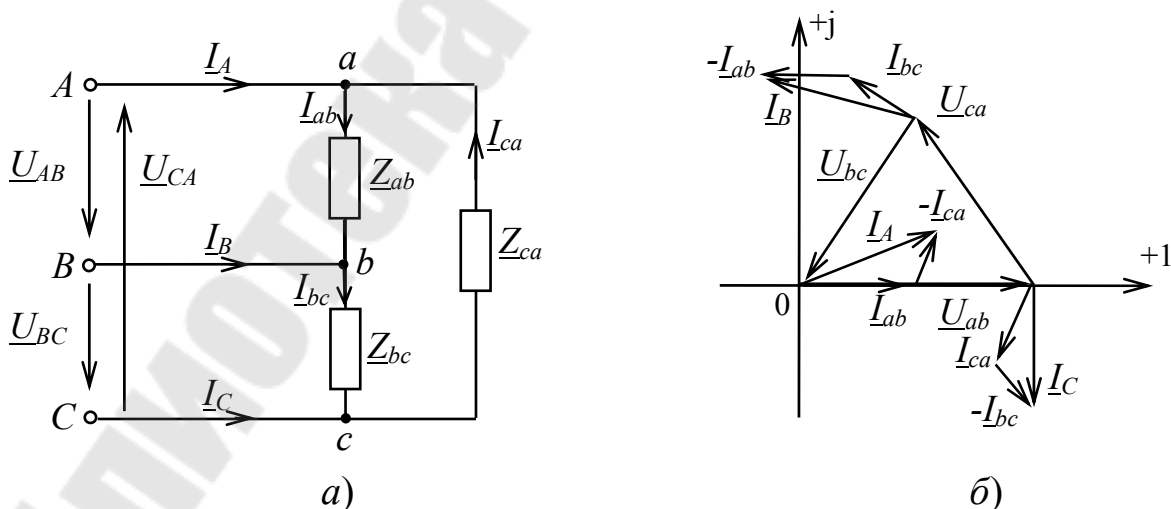 a
A
I_A
I_ab
I_ca
U_AB
U_CA
Z_ab
I_B
B
b
Z_ca
I_bc
U_BC
Z_bc
I_C
C
c
а)
+j
-I_ab
I_bc
I_B
U_ca
U_bc
-I_ca
I_A
+1
0
I_ab
U_ab
I_ca
I_C
-I_bc
б)